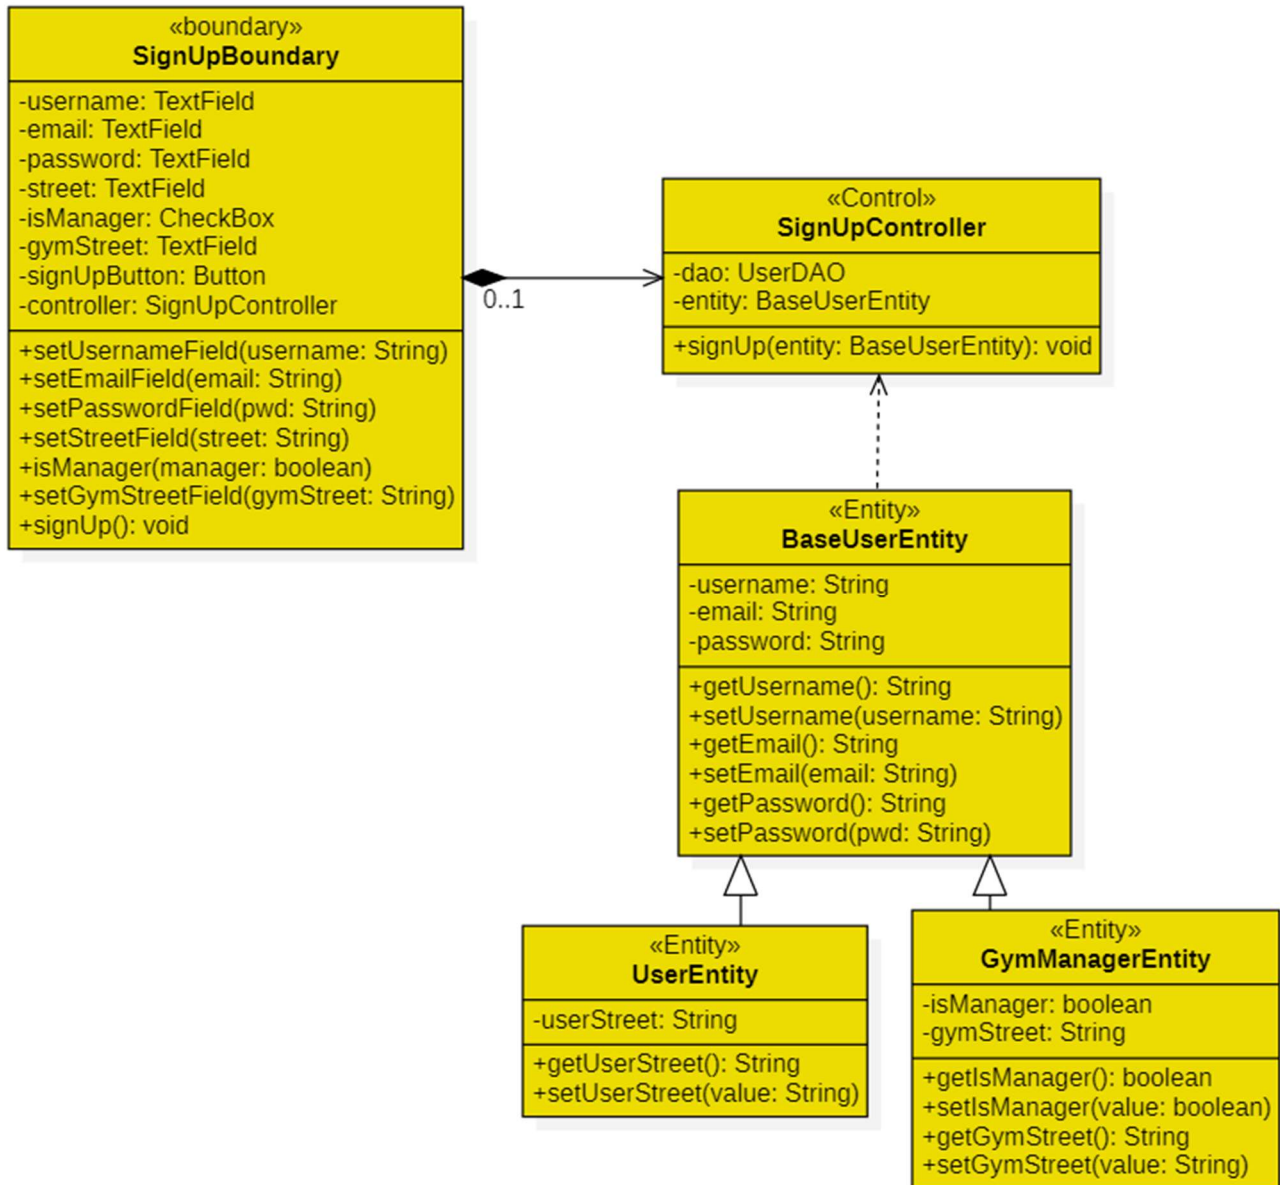 «boundary»
SignUpBoundary
-username: TextField
-email: TextField
-password: TextField
-street: TextField
-isManager: CheckBox
-gymStreet: TextField
-signUpButton: Button
-controller: SignUpController
+setUsernameField(username: String)
+setEmailField(email: String)
+setPasswordField(pwd: String)
+setStreetField(street: String)
+isManager(manager: boolean)
+setGymStreetField(gymStreet: String)
+signUp(): void
0..1
«Control»
SignUpController
-dao: UserDAO
-entity: BaseUserEntity
+signUp(entity: BaseUserEntity): void
«Entity»
BaseUserEntity
-username: String
-email: String
-password: String
+getUsername(): String
+setUsername(username: String)
+getEmail(): String
+setEmail(email: String)
+getPassword(): String
+setPassword(pwd: String)
«Entity»
UserEntity
-userStreet: String
+getUserStreet(): String
+setUserStreet(value: String)
«Entity»
GymManagerEntity
-isManager: boolean
-gymStreet: String
+getIsManager(): boolean
+setIsManager(value: boolean)
+getGymStreet(): String
+setGymStreet(value: String)